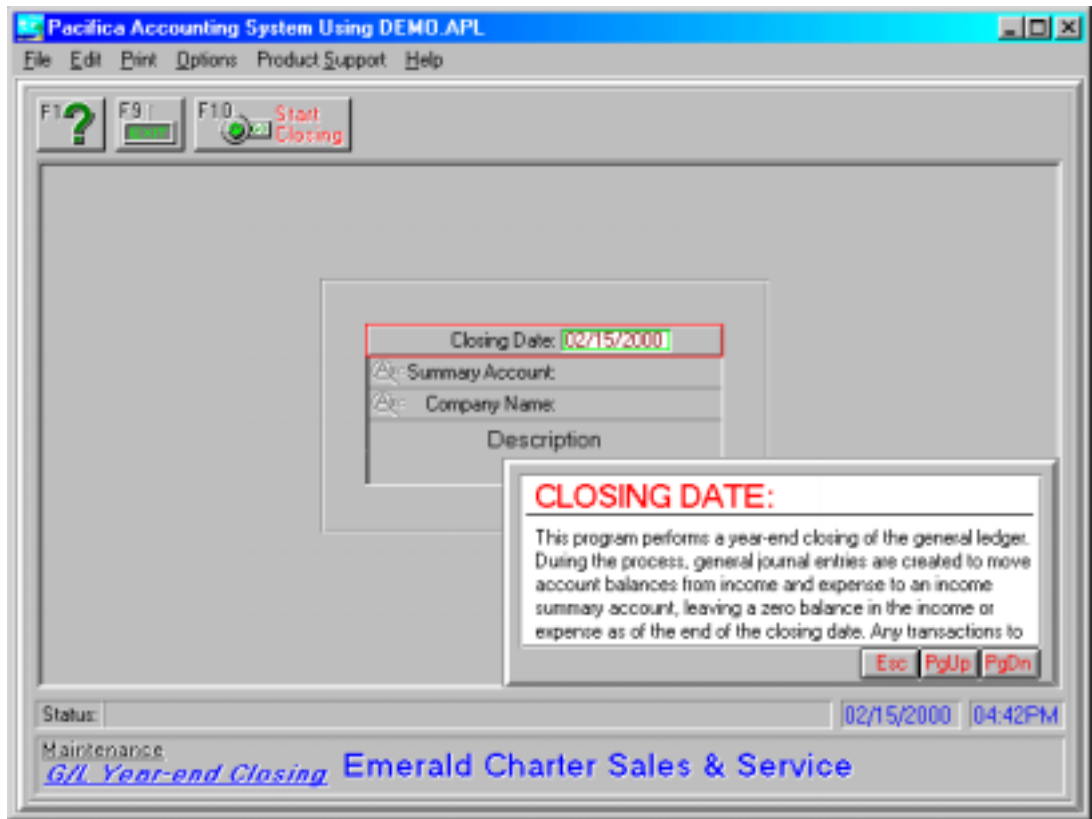 Pacifica Accounting System Using DEMO.APL
File Edit Print Options Product Support Help
F1 ? F9 EXIT F10 Start
Closing
Closing Date: 02/15/2000
Summary Account:
Company Name:
Description
CLOSING DATE:
This program performs a year-end closing of the general ledger.
During the process, general journal entries are created to move
account balances from income and expense to an income
summary account, leaving a zero balance in the income or
expense as of the end of the closing date. Any transactions to
Esc PgUp PgDn
Status: 02/15/2000 04:42PM
Maintenance
G/L Year-end Closing Emerald Charter Sales & Service